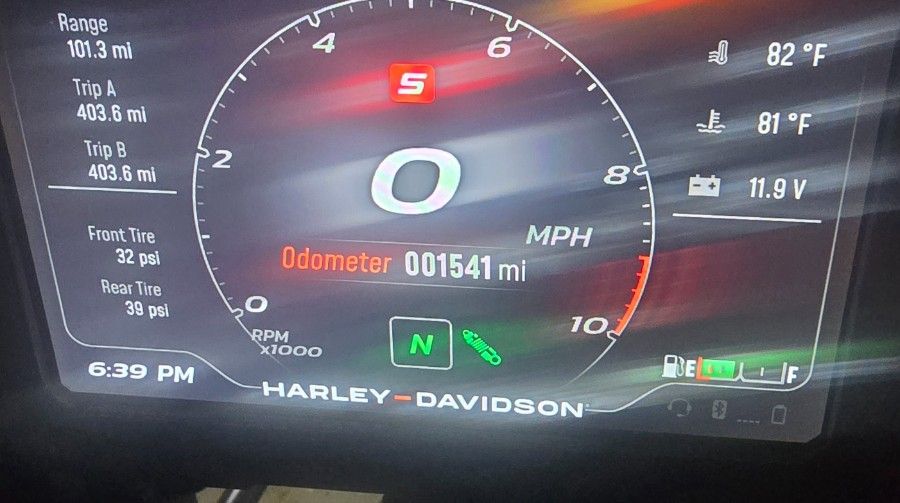 Range
101.3 mi
Trip A
403.6 mi
Trip B
403.6 mi
Front Tire
32 psi
Rear Tire
39 psi
6:39 PM
0
2
4
6
8
10
RPM
x1000
S
0
MPH
Odometer 001541 mi
N
HARLEY-DAVIDSON
82 °F
81 °F
11.9 V
E
F